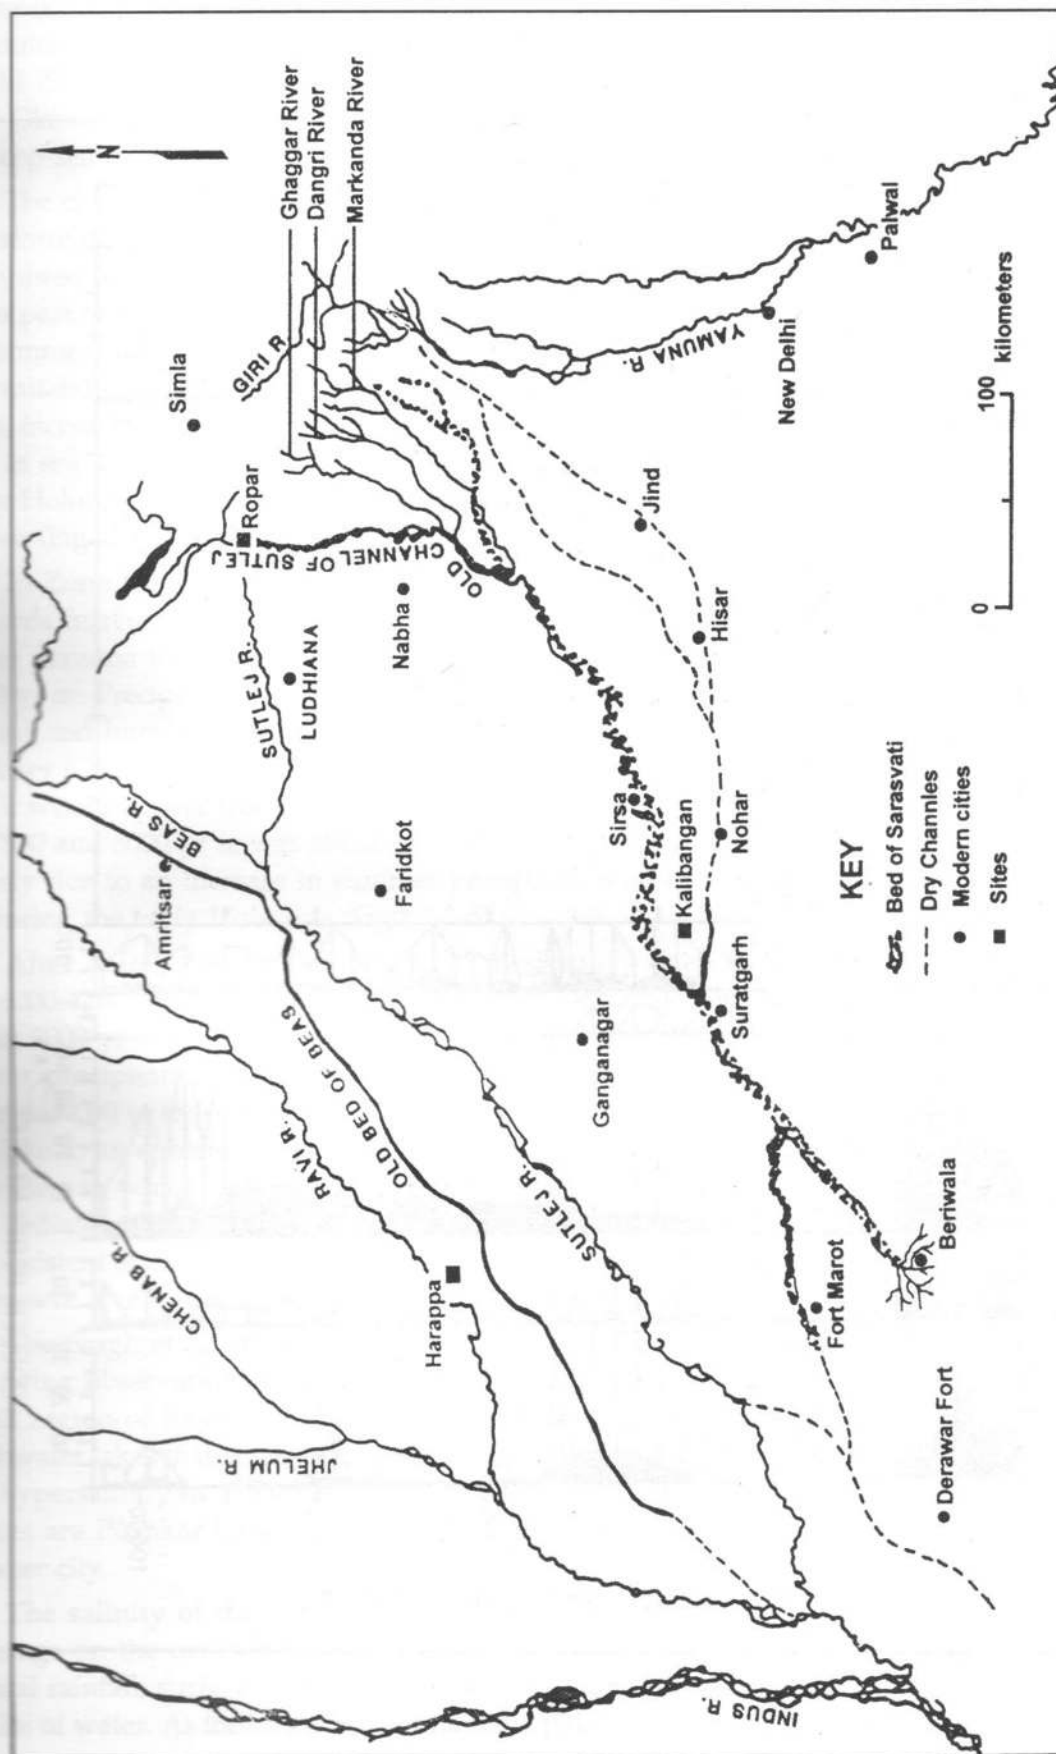 N
Ghaggar River
Dangri River
Markanda River
Simla
GIRI R.
Ropar
OLD CHANNEL OF SUTLEJ
SUTLEJ R.
LUDHIANA
Nabha
YAMUNA R.
New Delhi
Palwal
Jind
Hisar
BEAS R.
Amritsar
Faridkot
Sirsa
Nohar
Kalibangan
Suratgarh
Ganganagar
OLD BED OF BEAS
RAVI R.
CHENAB R.
Harappa
SUTLEJ R.
JHELUM R.
Fort Marot
Beriwala
Derawar Fort
INDUS R.
KEY
Bed of Sarasvati
Dry Channles
Modern cities
Sites
0 100
kilometers